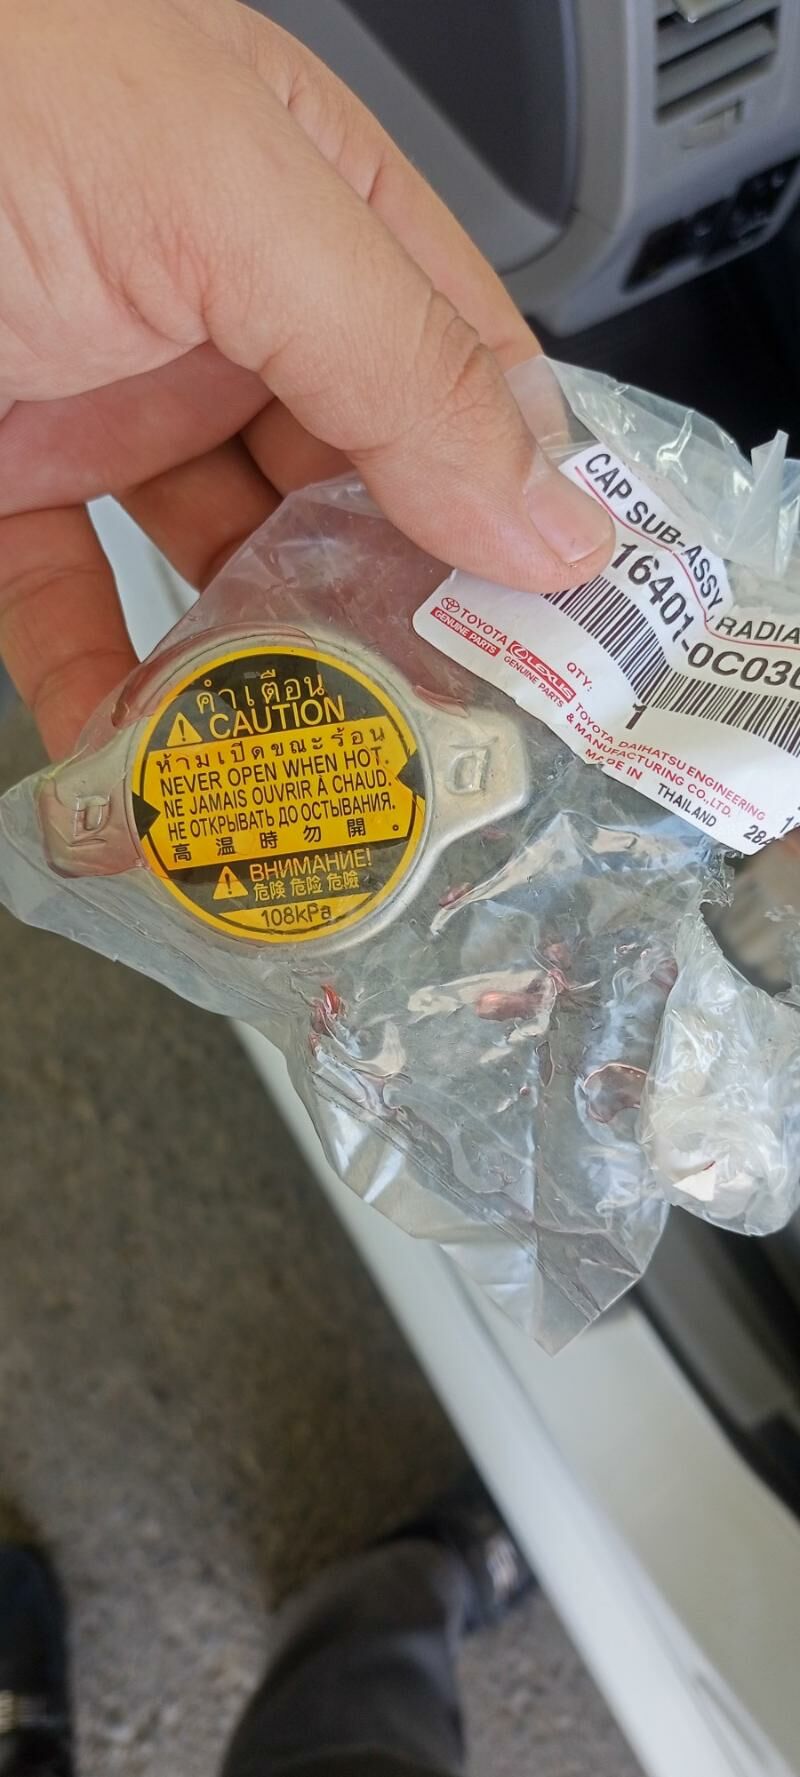 คำเตือน
CAUTION
ห้ามเปิดขณะร้อน
NEVER OPEN WHEN HOT.
NE JAMAIS OUVRIR À CHAUD.
НЕ ОТКРЫВАТЬ ДО ОСТЫВАНИЯ.
高温時勿開。
ВНИМАНИЕ!
危険 危险 危險
108kPa
D
D
CAP SUB-ASSY, RADIA
16401-0C030
TOYOTA
GENUINE PARTS
LEXUS
GENUINE PARTS
QTY:
1
TOYOTA DAIHATSU ENGINEERING
& MANUFACTURING CO.,LTD.
MADE IN THAILAND